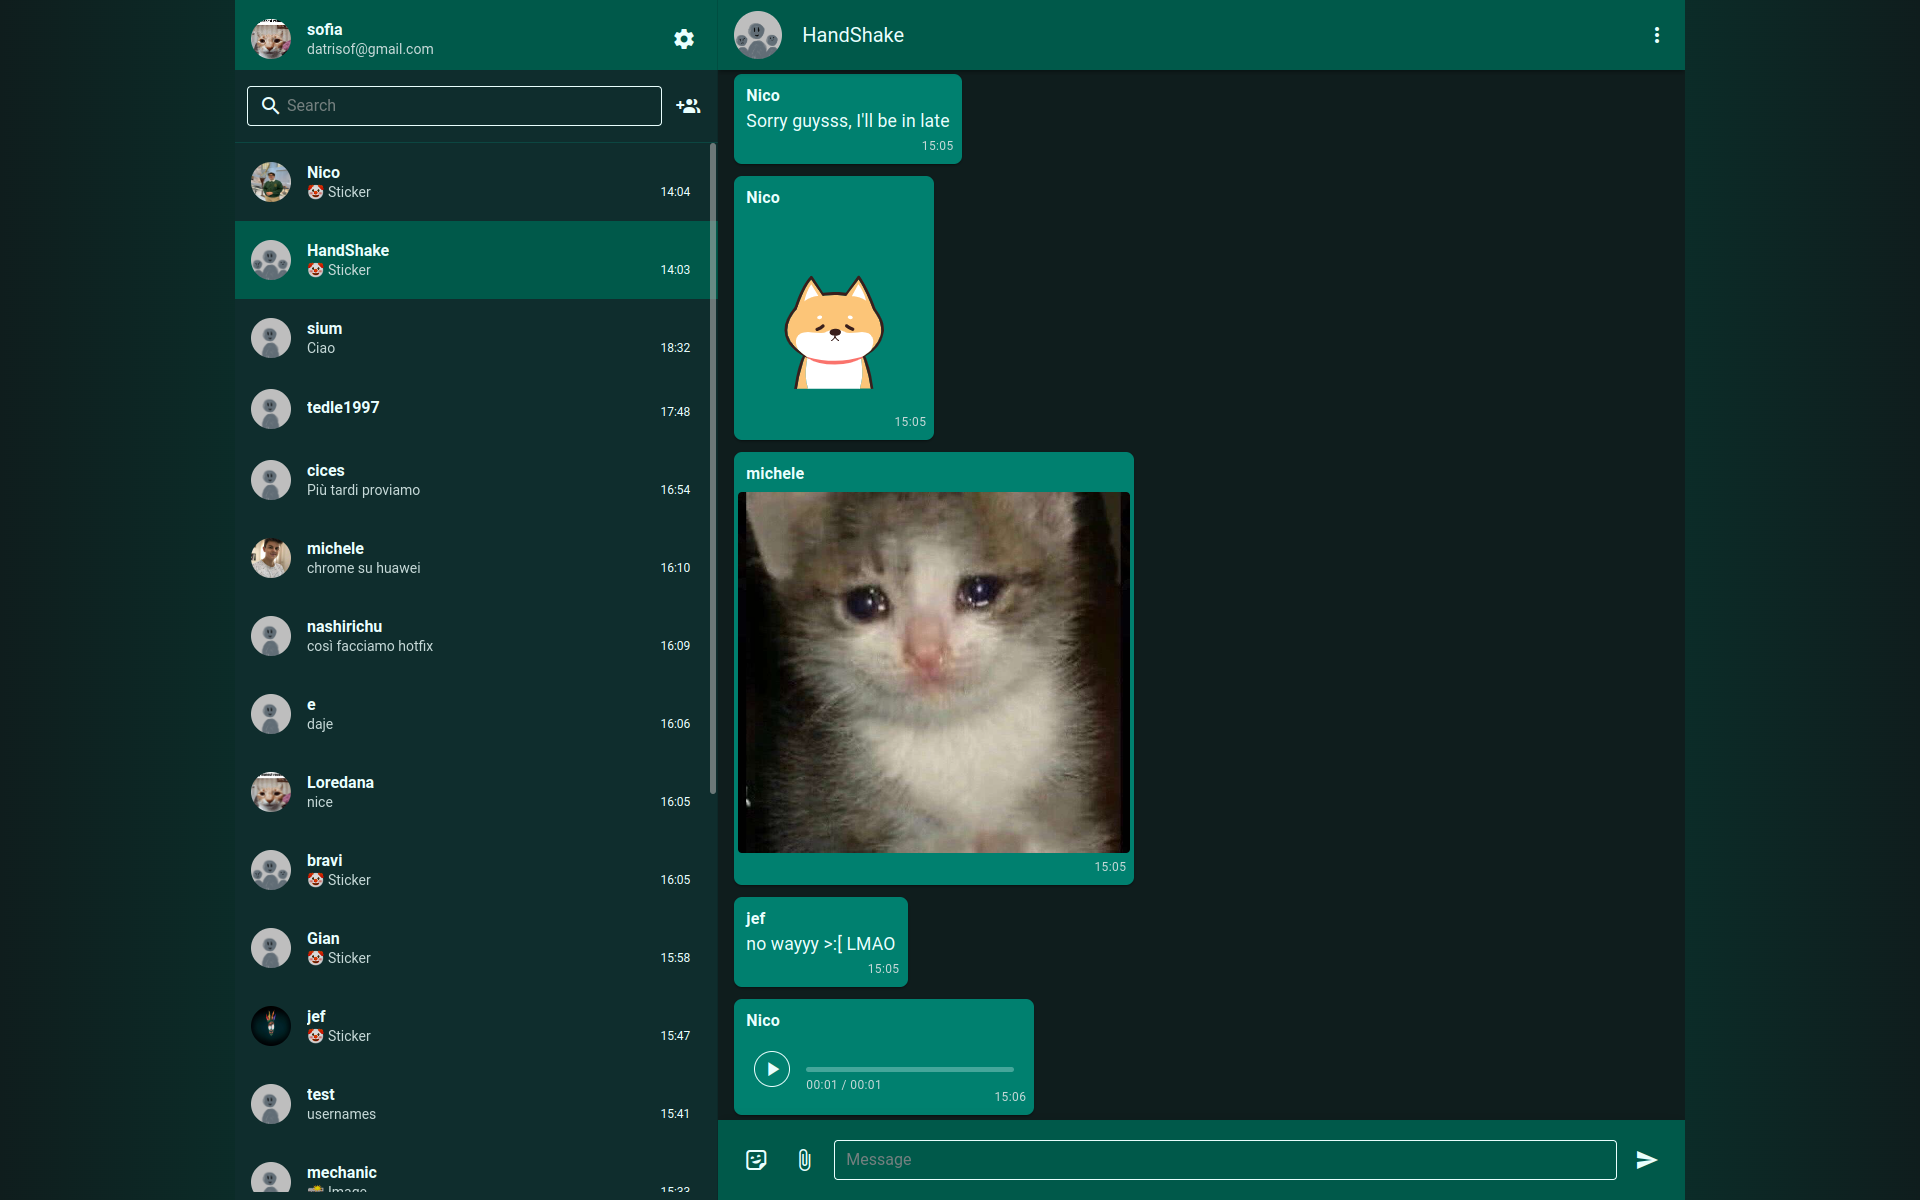 sofia
datrisof@gmail.com
Search
Nico
🤡 Sticker
14:04
HandShake
🤡 Sticker
14:03
sium
Ciao
18:32
tedle1997
17:48
cices
Più tardi proviamo
16:54
michele
chrome su huawei
16:10
nashirichu
così facciamo hotfix
16:09
e
daje
16:06
Loredana
nice
16:05
bravi
🤡 Sticker
16:05
Gian
🤡 Sticker
15:58
jef
🤡 Sticker
15:47
test
usernames
15:41
mechanic
📸 Image
15:33
HandShake
Nico
Sorry guysss, I'll be in late
15:05
Nico
15:05
michele
15:05
jef
no wayyy >:[ LMAO
15:05
Nico
00:01 / 00:01
15:06
Message